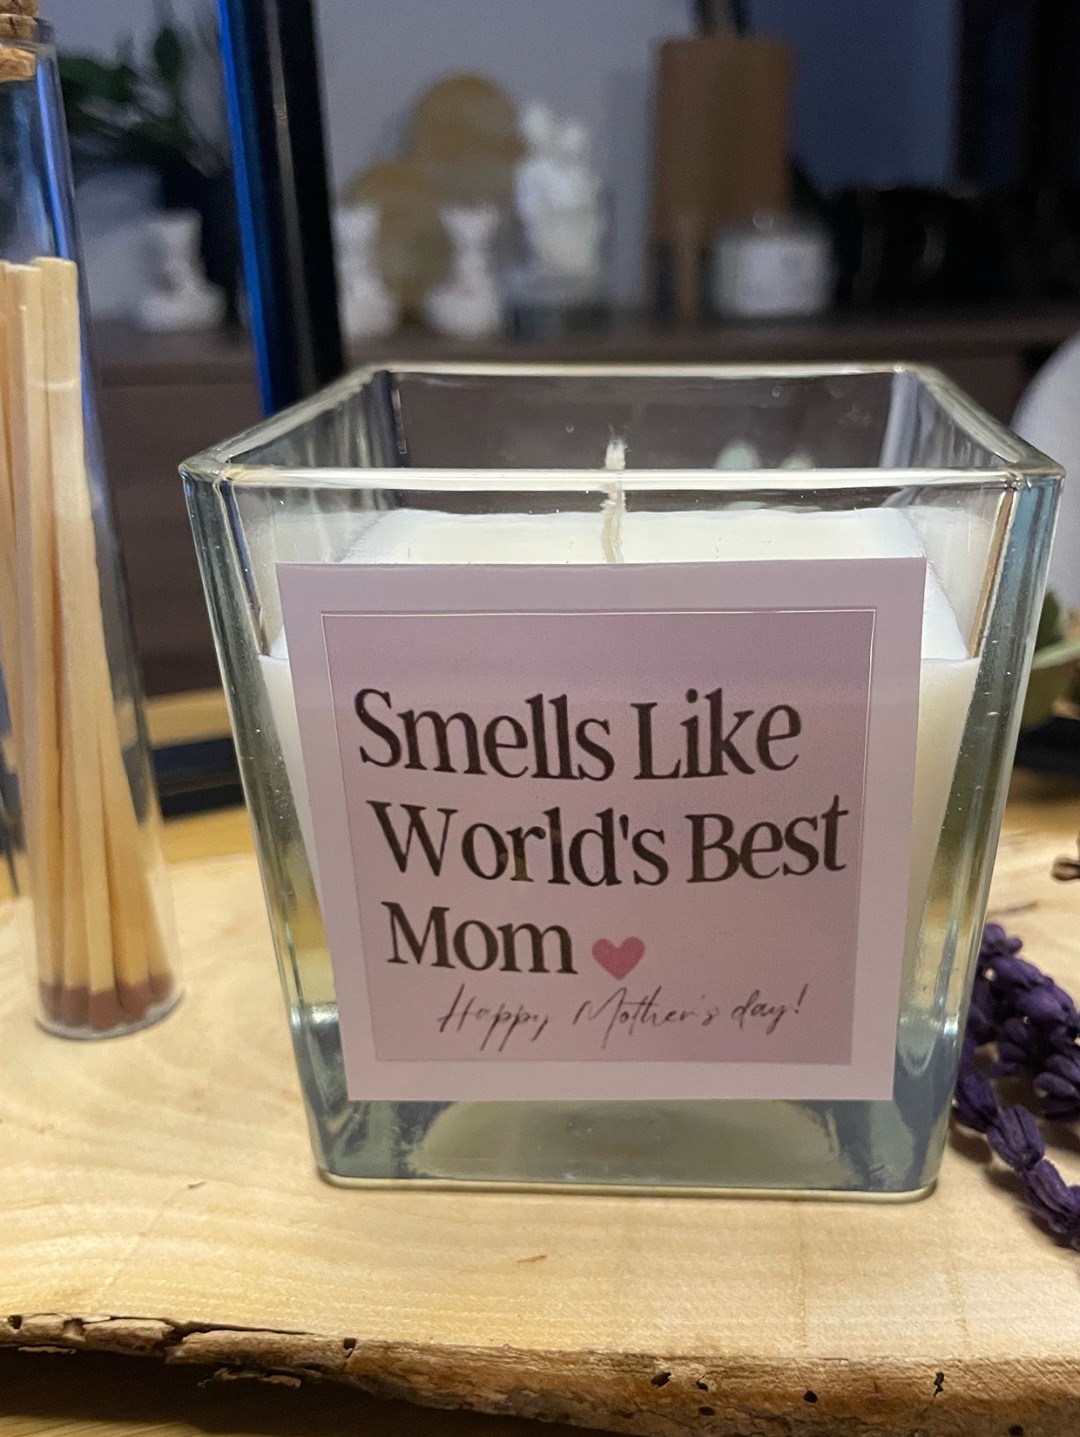 Smells Like
World's Best
Mom
Happy Mother's day!